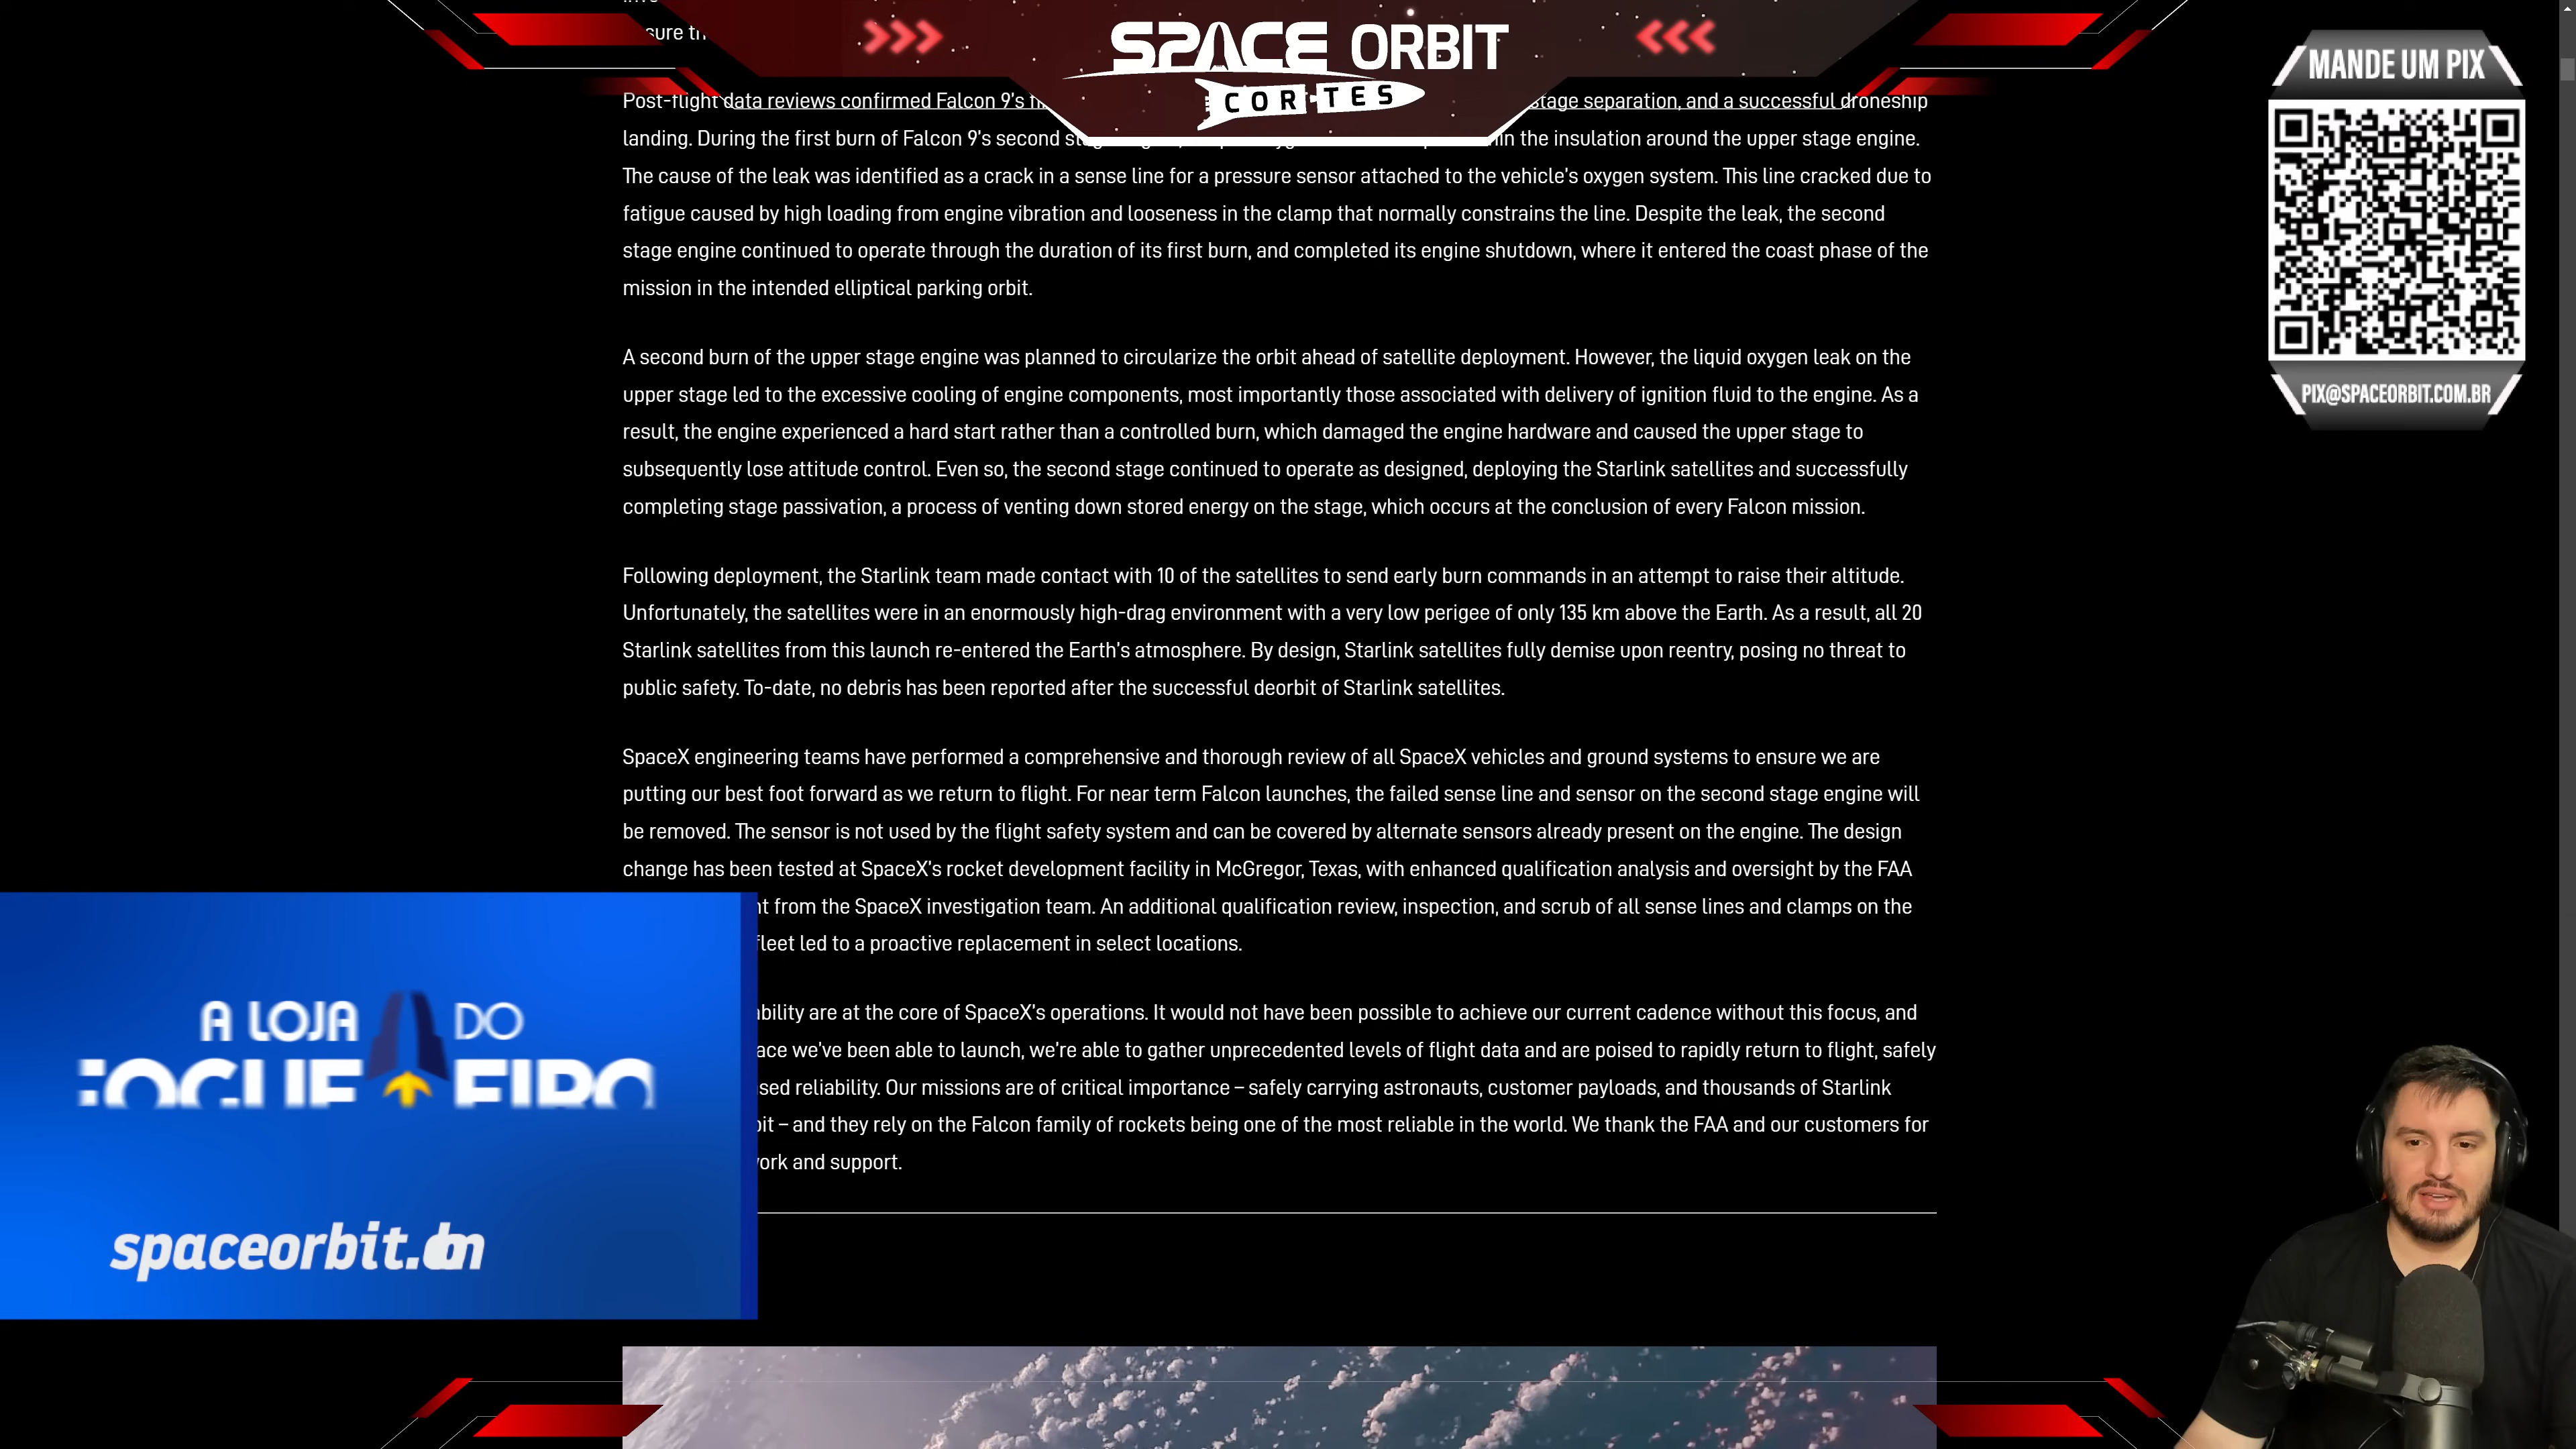 SPACE ORBIT
CORTES
MANDE UM PIX
PIX@SPACEORBIT.COM.BR
sure th
Post-flight data reviews confirmed Falcon 9's stage separation, and a successful droneship
landing. During the first burn of Falcon 9's second in the insulation around the upper stage engine.
The cause of the leak was identified as a crack in a sense line for a pressure sensor attached to the vehicle's oxygen system. This line cracked due to
fatigue caused by high loading from engine vibration and looseness in the clamp that normally constrains the line. Despite the leak, the second
stage engine continued to operate through the duration of its first burn, and completed its engine shutdown, where it entered the coast phase of the
mission in the intended elliptical parking orbit.
A second burn of the upper stage engine was planned to circularize the orbit ahead of satellite deployment. However, the liquid oxygen leak on the
upper stage led to the excessive cooling of engine components, most importantly those associated with delivery of ignition fluid to the engine. As a
result, the engine experienced a hard start rather than a controlled burn, which damaged the engine hardware and caused the upper stage to
subsequently lose attitude control. Even so, the second stage continued to operate as designed, deploying the Starlink satellites and successfully
completing stage passivation, a process of venting down stored energy on the stage, which occurs at the conclusion of every Falcon mission.
Following deployment, the Starlink team made contact with 10 of the satellites to send early burn commands in an attempt to raise their altitude.
Unfortunately, the satellites were in an enormously high-drag environment with a very low perigee of only 135 km above the Earth. As a result, all 20
Starlink satellites from this launch re-entered the Earth's atmosphere. By design, Starlink satellites fully demise upon reentry, posing no threat to
public safety. To-date, no debris has been reported after the successful deorbit of Starlink satellites.
SpaceX engineering teams have performed a comprehensive and thorough review of all SpaceX vehicles and ground systems to ensure we are
putting our best foot forward as we return to flight. For near term Falcon launches, the failed sense line and sensor on the second stage engine will
be removed. The sensor is not used by the flight safety system and can be covered by alternate sensors already present on the engine. The design
change has been tested at SpaceX's rocket development facility in McGregor, Texas, with enhanced qualification analysis and oversight by the FAA
nt from the SpaceX investigation team. An additional qualification review, inspection, and scrub of all sense lines and clamps on the
fleet led to a proactive replacement in select locations.
ability are at the core of SpaceX's operations. It would not have been possible to achieve our current cadence without this focus, and
ace we've been able to launch, we're able to gather unprecedented levels of flight data and are poised to rapidly return to flight, safely
sed reliability. Our missions are of critical importance – safely carrying astronauts, customer payloads, and thousands of Starlink
bit – and they rely on the Falcon family of rockets being one of the most reliable in the world. We thank the FAA and our customers for
work and support.
A LOJA DO
spaceorbit.